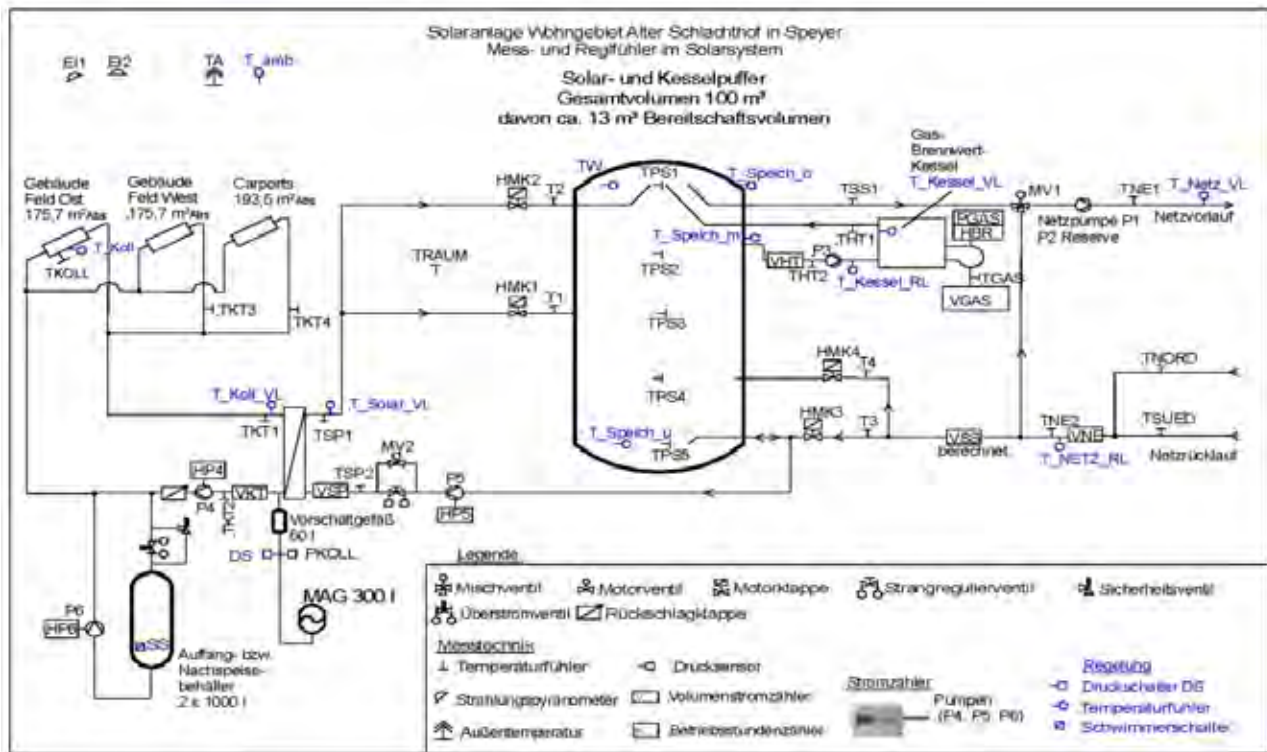 Solaranlage Wohngebiet Alter Schlachthof in Speyer
Mess- und Reglfühler im Solarsystem
Solar- und Kesselpuffer
Gesamtvolumen 100 m³
davon ca. 13 m³ Bereitschaftsvolumen
EI1
EI2
TA
T_amb
Gebäude
Feld Ost
175,7 m²Abs
Gebäude
Feld West
175,7 m²Abs
Carports
193,5 m²Abs
T_Koll
TKOLL
TKT3
TKT4
TRAUM
HMK2
T2
HMK1
T1
TW
TPS1
T_Speich_o
T_Speich_m
TPS2
TPS3
TPS4
T_Speich_u
TPS5
TSS1
Gas-
Brennwert-
Kessel
T_Kessel_VL
PGAS
HBR
THT1
VHT
THT2
P3
T_Kessel_RL
HTGAS
VGAS
MV1
TNE1
T_Netz_VL
Netzpumpe P1
P2 Reserve
Netzvorlauf
HMK4
T4
HMK3
T3
VSS
berechnet
TNE2
VNE
T_NETZ_RL
TNORD
TSUED
Netzrücklauf
T_Koll_VL
TKT1
T_Solar_VL
TSP1
MV2
TSP2
VSP
P5
HP5
HP4
P4
TKT2
VKT
Vorschaltgefäß
60 l
DS
PKOLL
MAG 300 l
P6
HP6
SS
Auffang- bzw.
Nachspeise-
behälter
2 x 1000 l
Legende
Mischventil
Motorventil
Motorklappe
Strangregulierventil
Sicherheitsventil
Überströmventil
Rückschlagklappe
Messtechnik
Temperaturfühler
Drucksensor
Strahlungspyranometer
Volumenstromzähler
Außentemperatur
Betriebsstundenzähler
Stromzähler
Pumpen
(P4, P5, P6)
Regelung
Druckschalter DS
Temperaturfühler
Schwimmerschalter